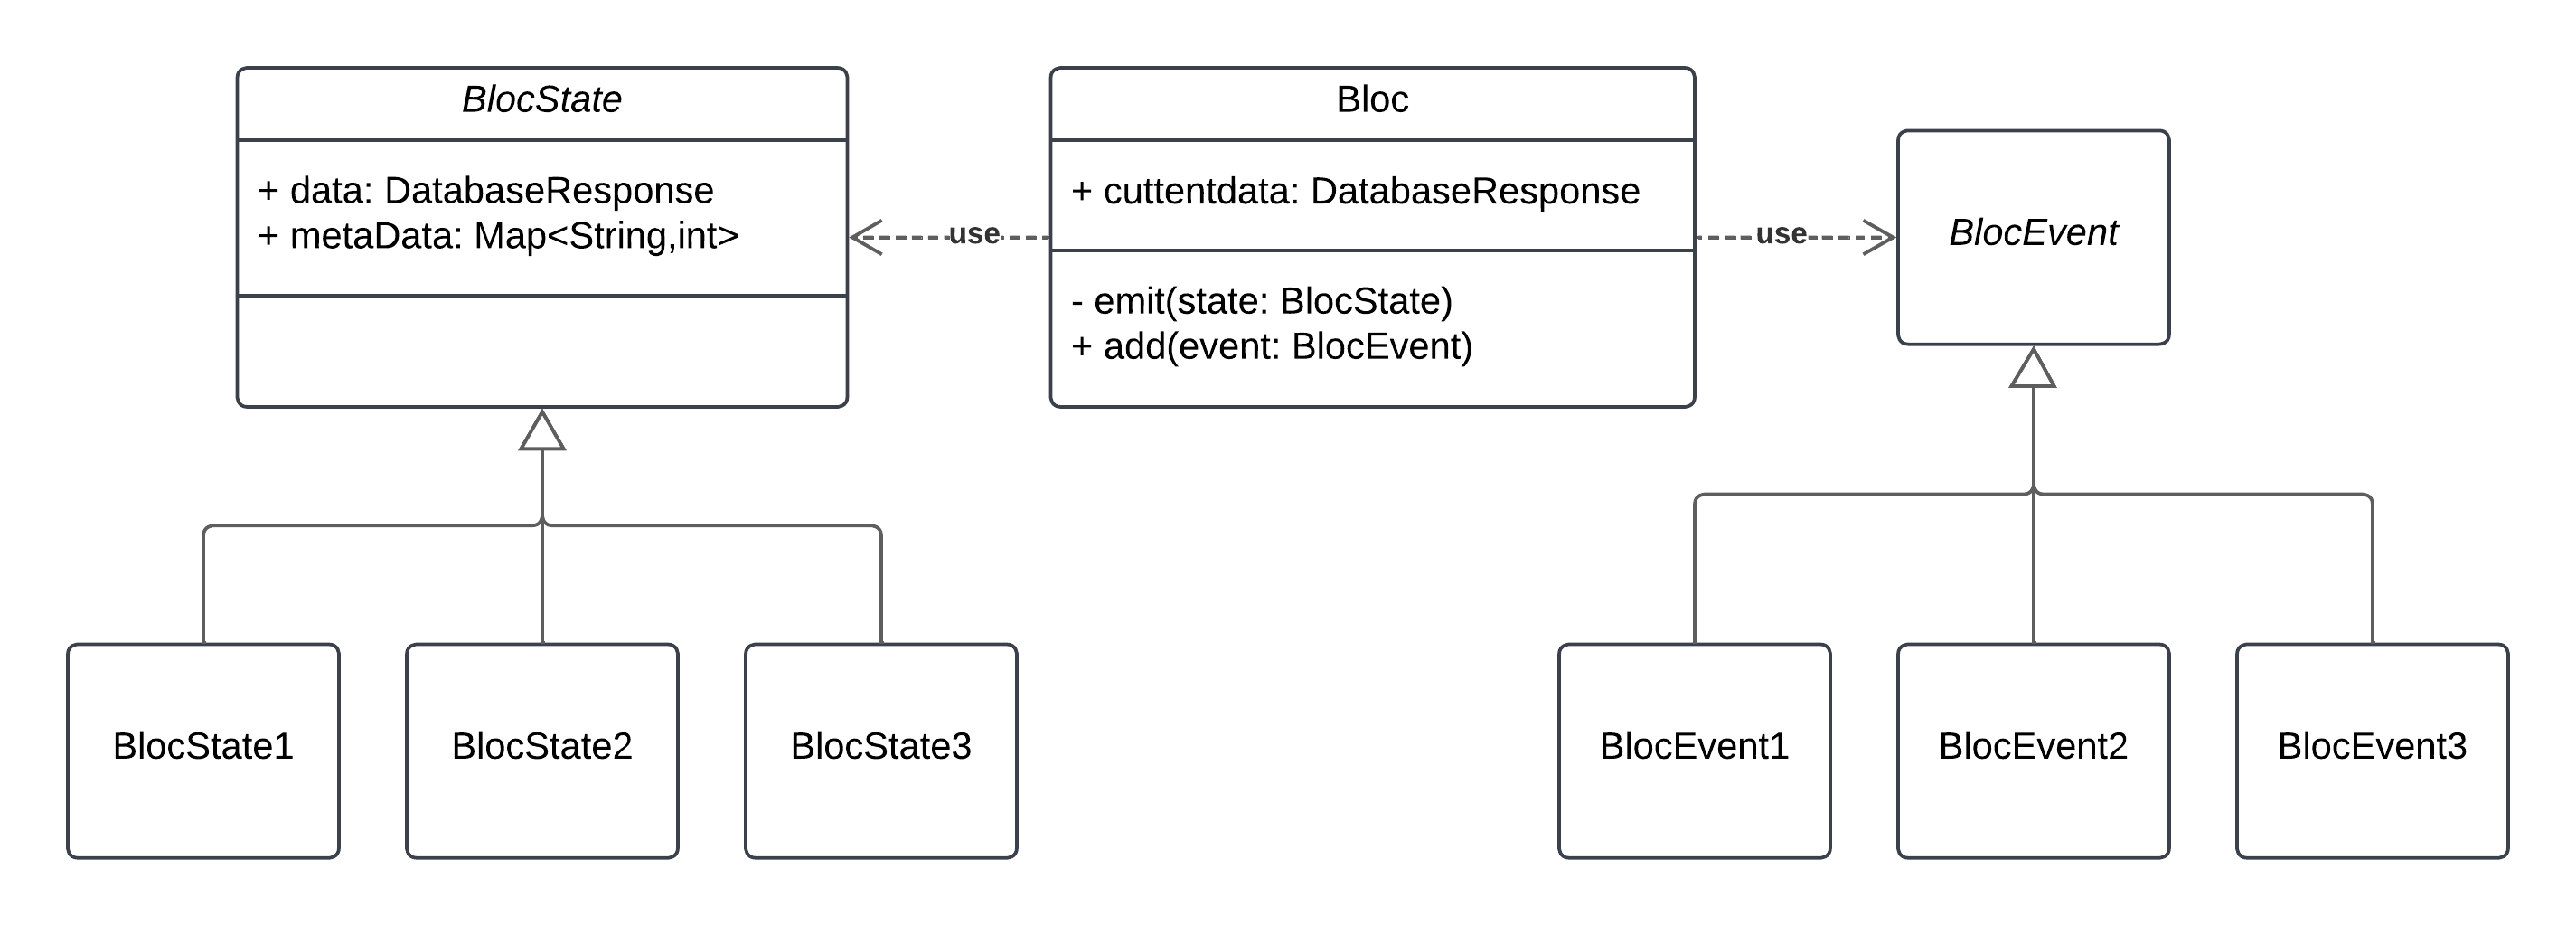 BlocState
+ data: DatabaseResponse
+ metaData: Map<String,int>
use
Bloc
+ cuttentdata: DatabaseResponse
- emit(state: BlocState)
+ add(event: BlocEvent)
use
BlocEvent
BlocState1
BlocState2
BlocState3
BlocEvent1
BlocEvent2
BlocEvent3